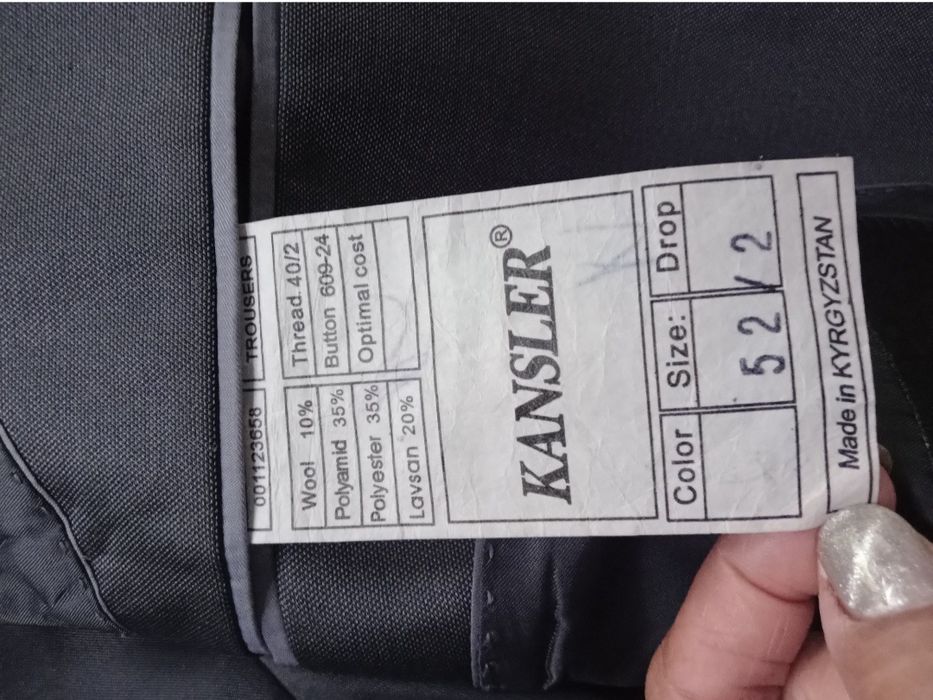 001123658 TROUSERS
Wool 10% Thread. 40/2
Polyamid 35% Button 609-24
Polyester 35% Optimal cost
Lavsan 20%
KANSLER®
Color Size: Drop
52 / 2
Made in KYRGYZSTAN